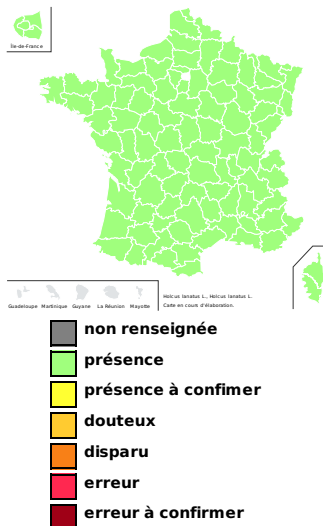 Île-de-France
Guadeloupe Martinique Guyane La Réunion Mayotte
Holcus lanatus L., Holcus lanatus L.
Carte en cours d'élaboration.
non renseignée
présence
présence à confimer
douteux
disparu
erreur
erreur à confirmer